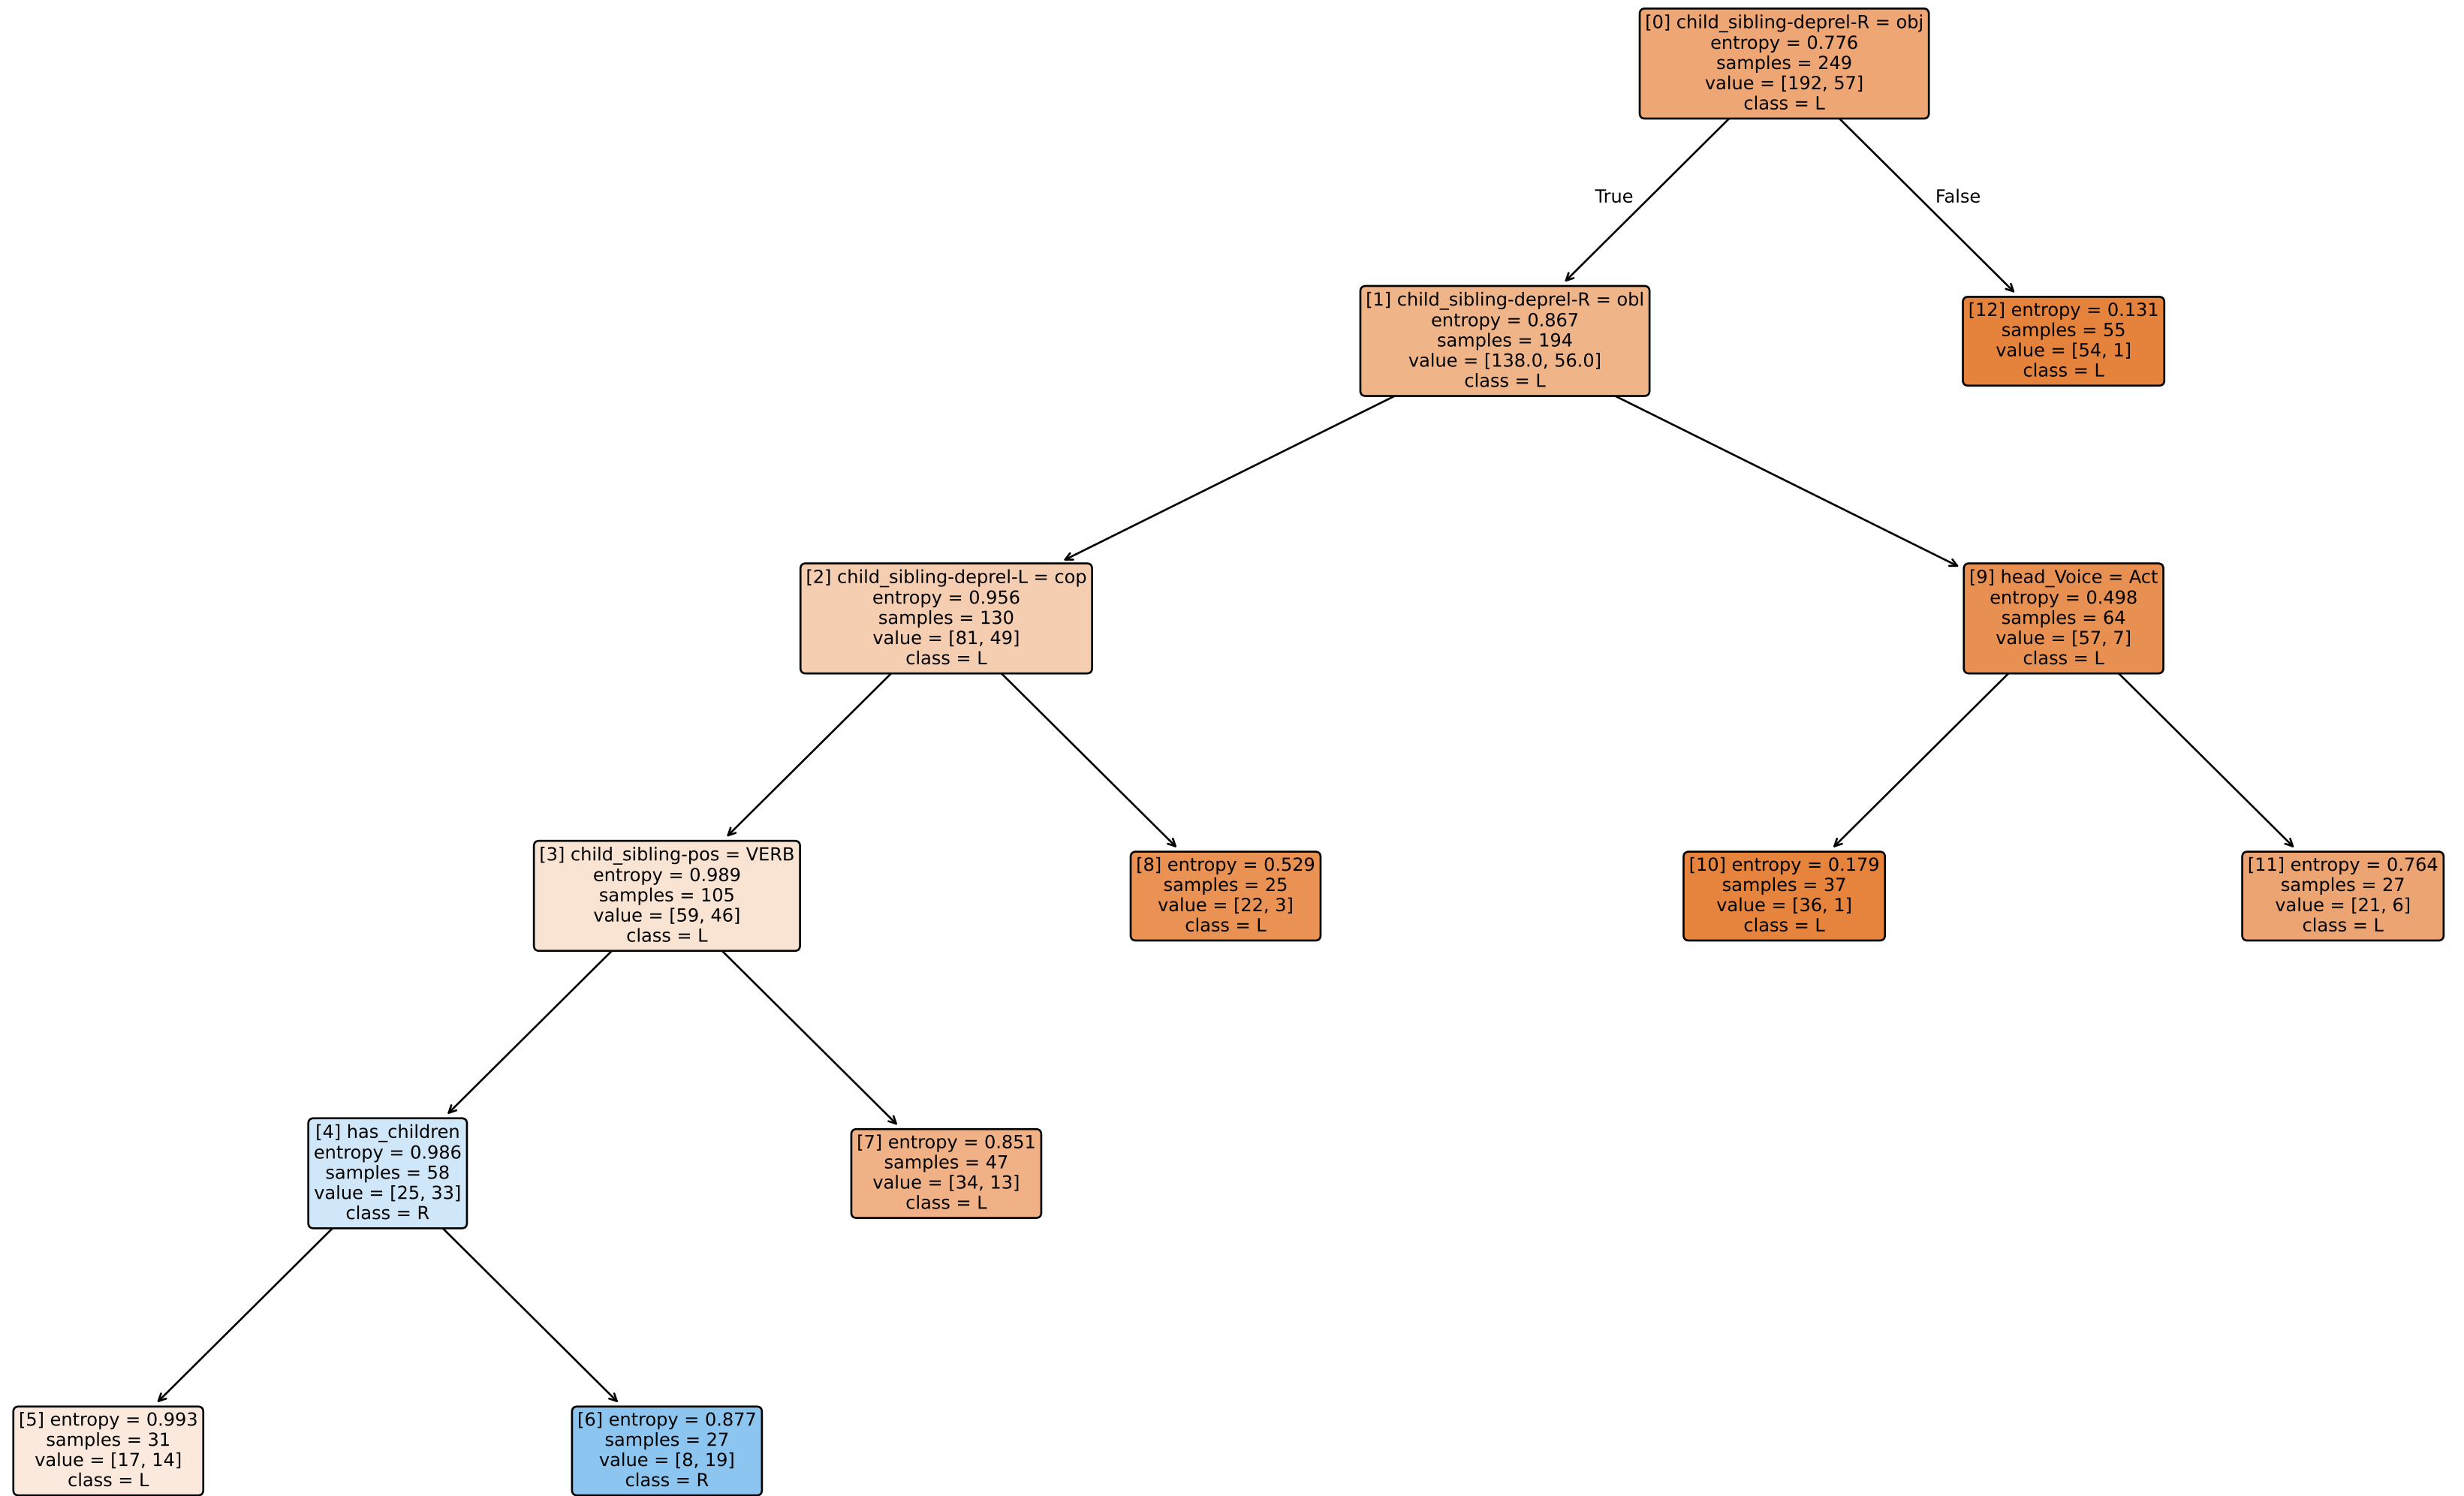 [0] child_sibling-deprel-R = obj
entropy = 0.776
samples = 249
value = [192, 57]
class = L
True
False
[1] child_sibling-deprel-R = obl
entropy = 0.867
samples = 194
value = [138.0, 56.0]
class = L
[12] entropy = 0.131
samples = 55
value = [54, 1]
class = L
[2] child_sibling-deprel-L = cop
entropy = 0.956
samples = 130
value = [81, 49]
class = L
[9] head_Voice = Act
entropy = 0.498
samples = 64
value = [57, 7]
class = L
[3] child_sibling-pos = VERB
entropy = 0.989
samples = 105
value = [59, 46]
class = L
[8] entropy = 0.529
samples = 25
value = [22, 3]
class = L
[10] entropy = 0.179
samples = 37
value = [36, 1]
class = L
[11] entropy = 0.764
samples = 27
value = [21, 6]
class = L
[4] has_children
entropy = 0.986
samples = 58
value = [25, 33]
class = R
[7] entropy = 0.851
samples = 47
value = [34, 13]
class = L
[5] entropy = 0.993
samples = 31
value = [17, 14]
class = L
[6] entropy = 0.877
samples = 27
value = [8, 19]
class = R